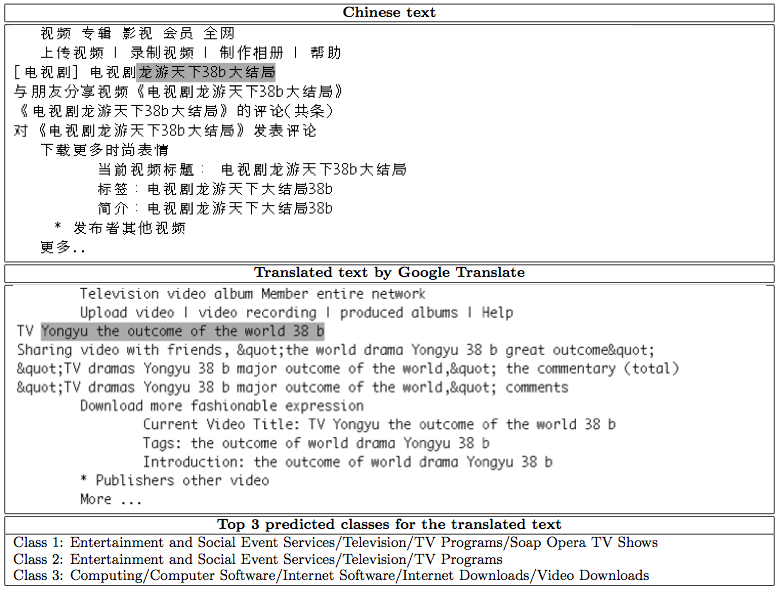 Chinese text
视频 专辑 影视 会员 全网
上传视频 | 录制视频 | 制作相册 | 帮助
[电视剧] 电视剧龙游天下38b大结局
与朋友分享视频《电视剧龙游天下38b大结局》
《电视剧龙游天下38b大结局》的评论(共条)
对《电视剧龙游天下38b大结局》发表评论
下载更多时尚表情
当前视频标题： 电视剧龙游天下38b大结局
标签：电视剧龙游天下大结局38b
简介：电视剧龙游天下大结局38b
* 发布者其他视频
更多..
Translated text by Google Translate
Television video album Member entire network
Upload video | video recording | produced albums | Help
TV Yongyu the outcome of the world 38 b
Sharing video with friends, &quot;the world drama Yongyu 38 b great outcome&quot;
&quot;TV dramas Yongyu 38 b major outcome of the world,&quot; the commentary (total)
&quot;TV dramas Yongyu 38 b major outcome of the world,&quot; comments
Download more fashionable expression
Current Video Title: TV Yongyu the outcome of the world 38 b
Tags: the outcome of world drama Yongyu 38 b
Introduction: the outcome of world drama Yongyu 38 b
* Publishers other video
More ...
Top 3 predicted classes for the translated text
Class 1: Entertainment and Social Event Services/Television/TV Programs/Soap Opera TV Shows
Class 2: Entertainment and Social Event Services/Television/TV Programs
Class 3: Computing/Computer Software/Internet Software/Internet Downloads/Video Downloads